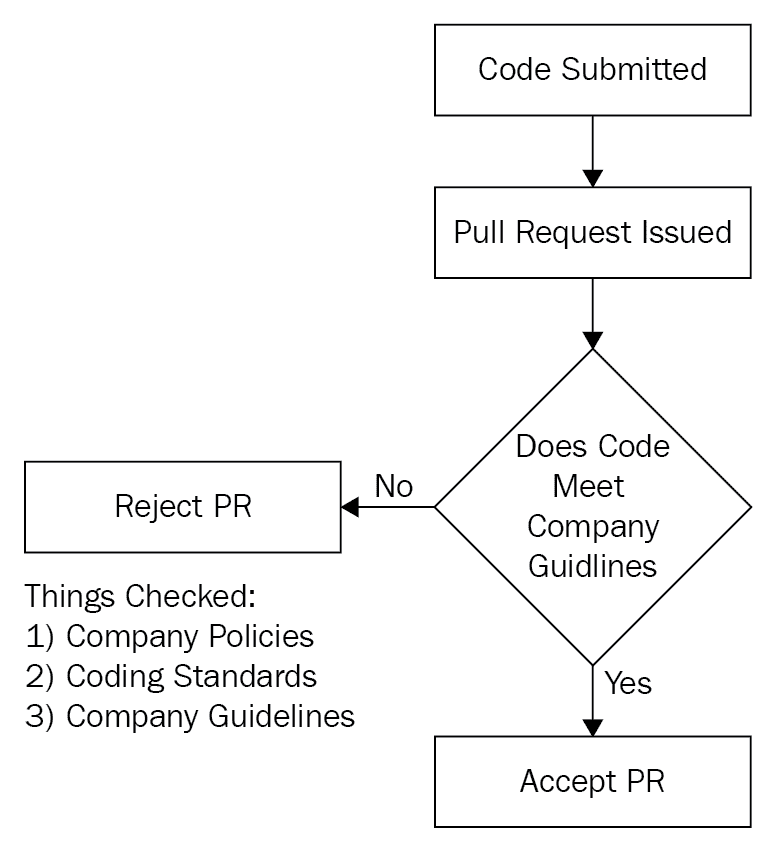 Code Submitted
Pull Request Issued
Does Code
Meet
Company
Guidlines
No
Reject PR
Things Checked:
1) Company Policies
2) Coding Standards
3) Company Guidelines
Yes
Accept PR